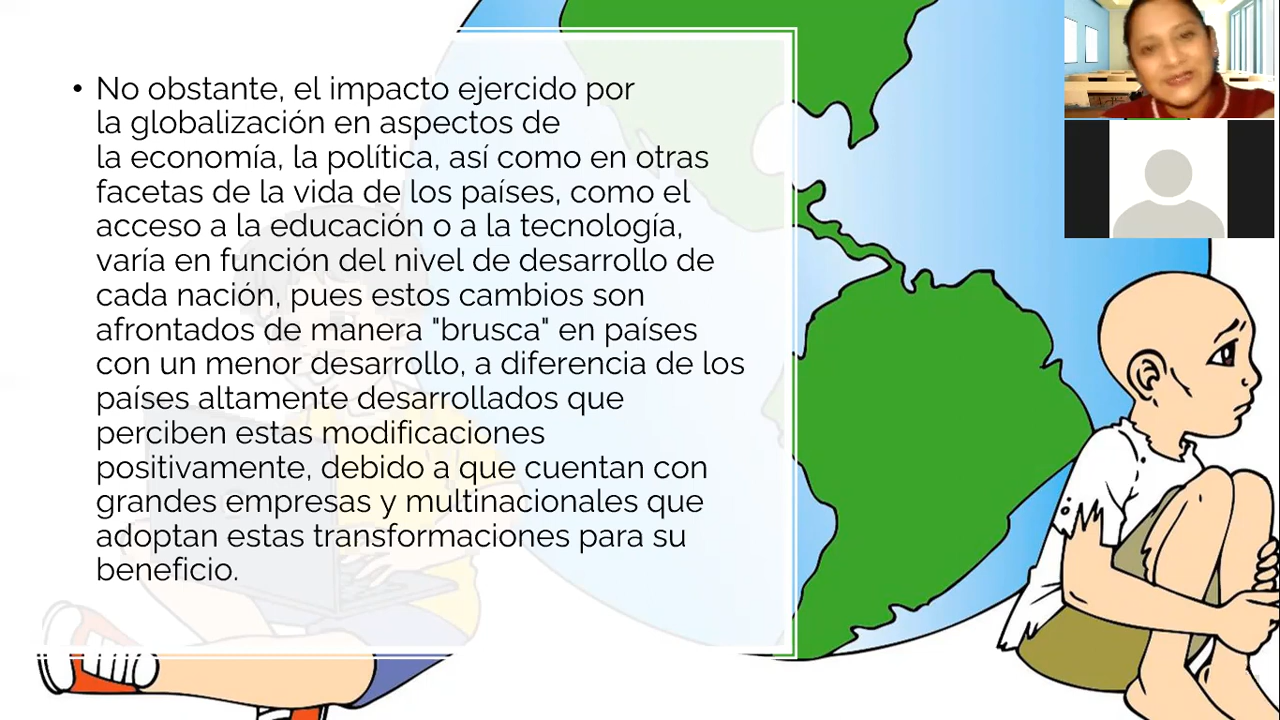 • No obstante, el impacto ejercido por
la globalización en aspectos de
la economía, la política, así como en otras
facetas de la vida de los países, como el
acceso a la educación o a la tecnología,
varía en función del nivel de desarrollo de
cada nación, pues estos cambios son
afrontados de manera "brusca" en países
con un menor desarrollo, a diferencia de los
países altamente desarrollados que
perciben estas modificaciones
positivamente, debido a que cuentan con
grandes empresas y multinacionales que
adoptan estas transformaciones para su
beneficio.